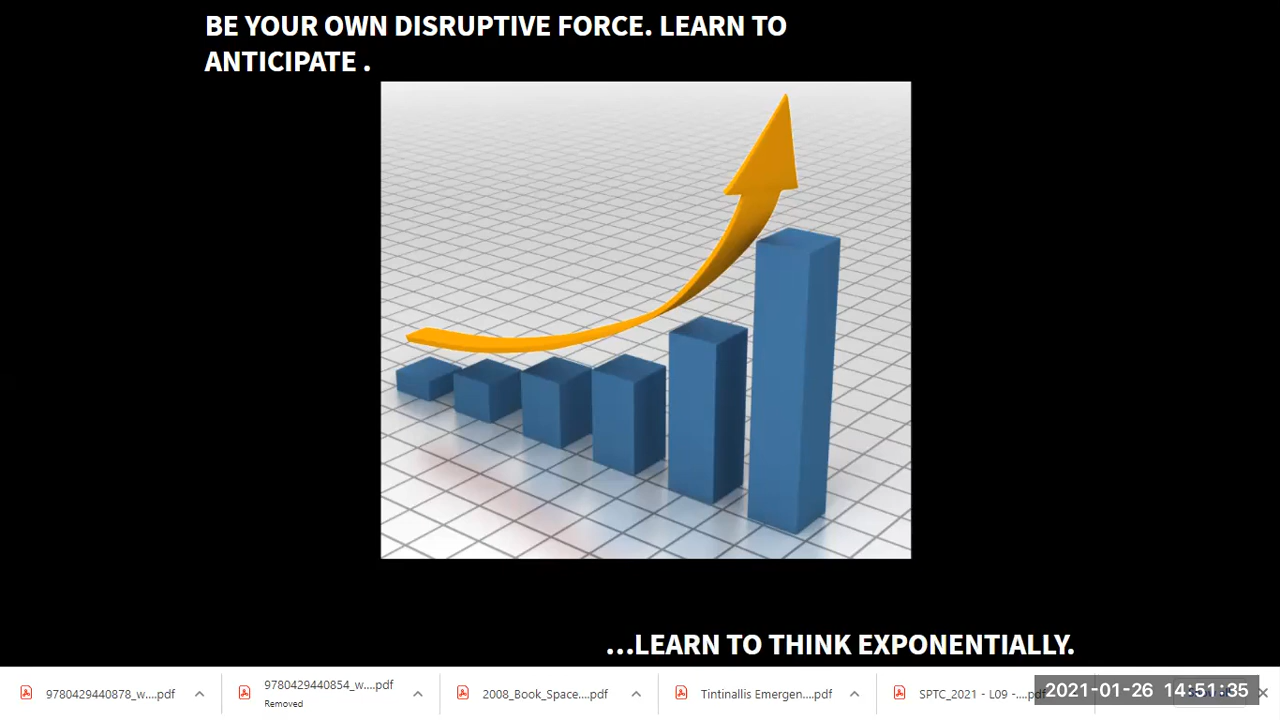 BE YOUR OWN DISRUPTIVE FORCE. LEARN TO
ANTICIPATE .
...LEARN TO THINK EXPONENTIALLY.
9780429440878_w....pdf
9780429440854_w....pdf
Removed
2008_Book_Space....pdf
Tintinallis Emergen....pdf
SPTC_2021 - L09 -....pdf
2021-01-26 14:51:35